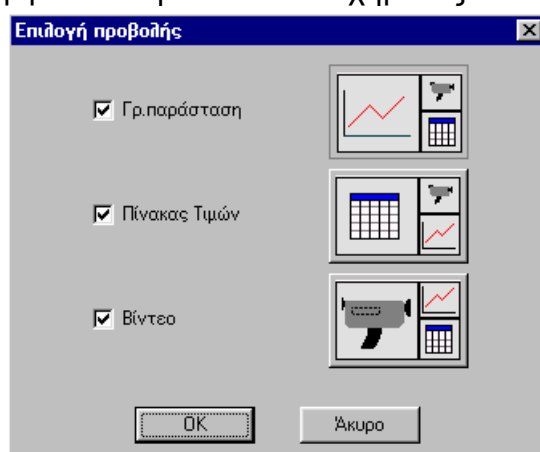 Επιλογή προβολής
Γρ.παράσταση
Πίνακας Τιμών
Βίντεο
OK
Άκυρο